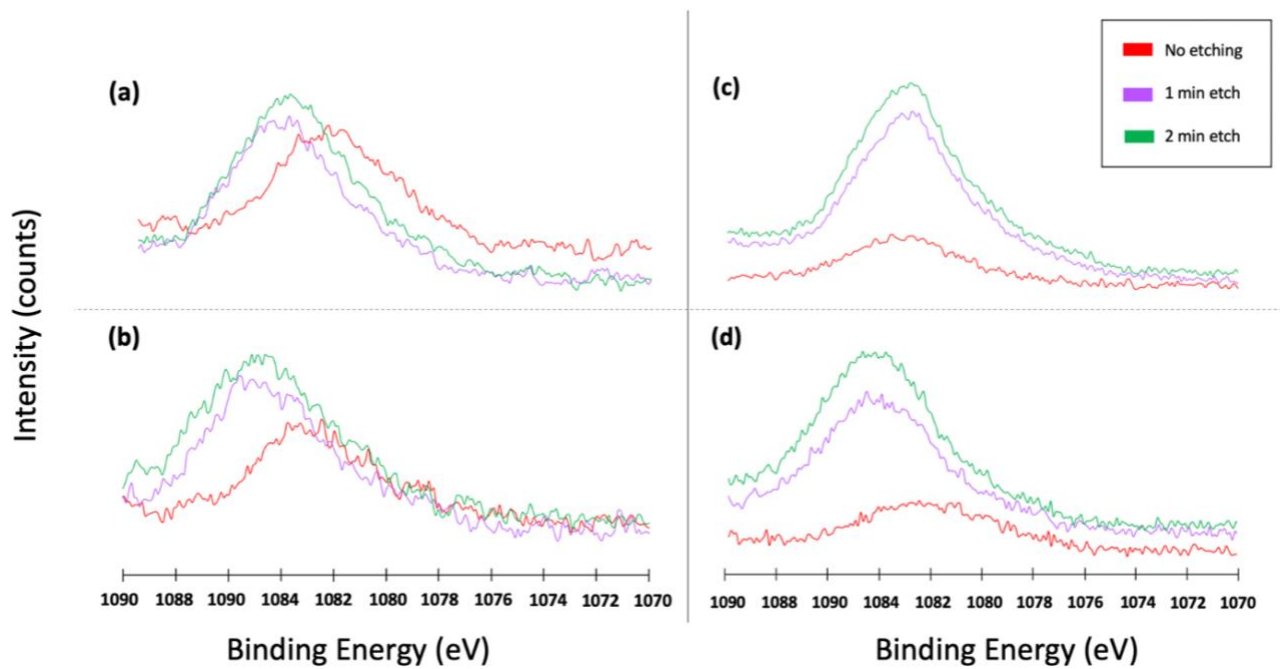 (a)
(c)
No etching
1 min etch
2 min etch
Intensity (counts)
(b)
(d)
1090 1088 1090 1084 1082 1080 1078 1076 1074 1072 1070
1090 1088 1090 1084 1082 1080 1078 1076 1074 1072 1070
Binding Energy (eV)
Binding Energy (eV)